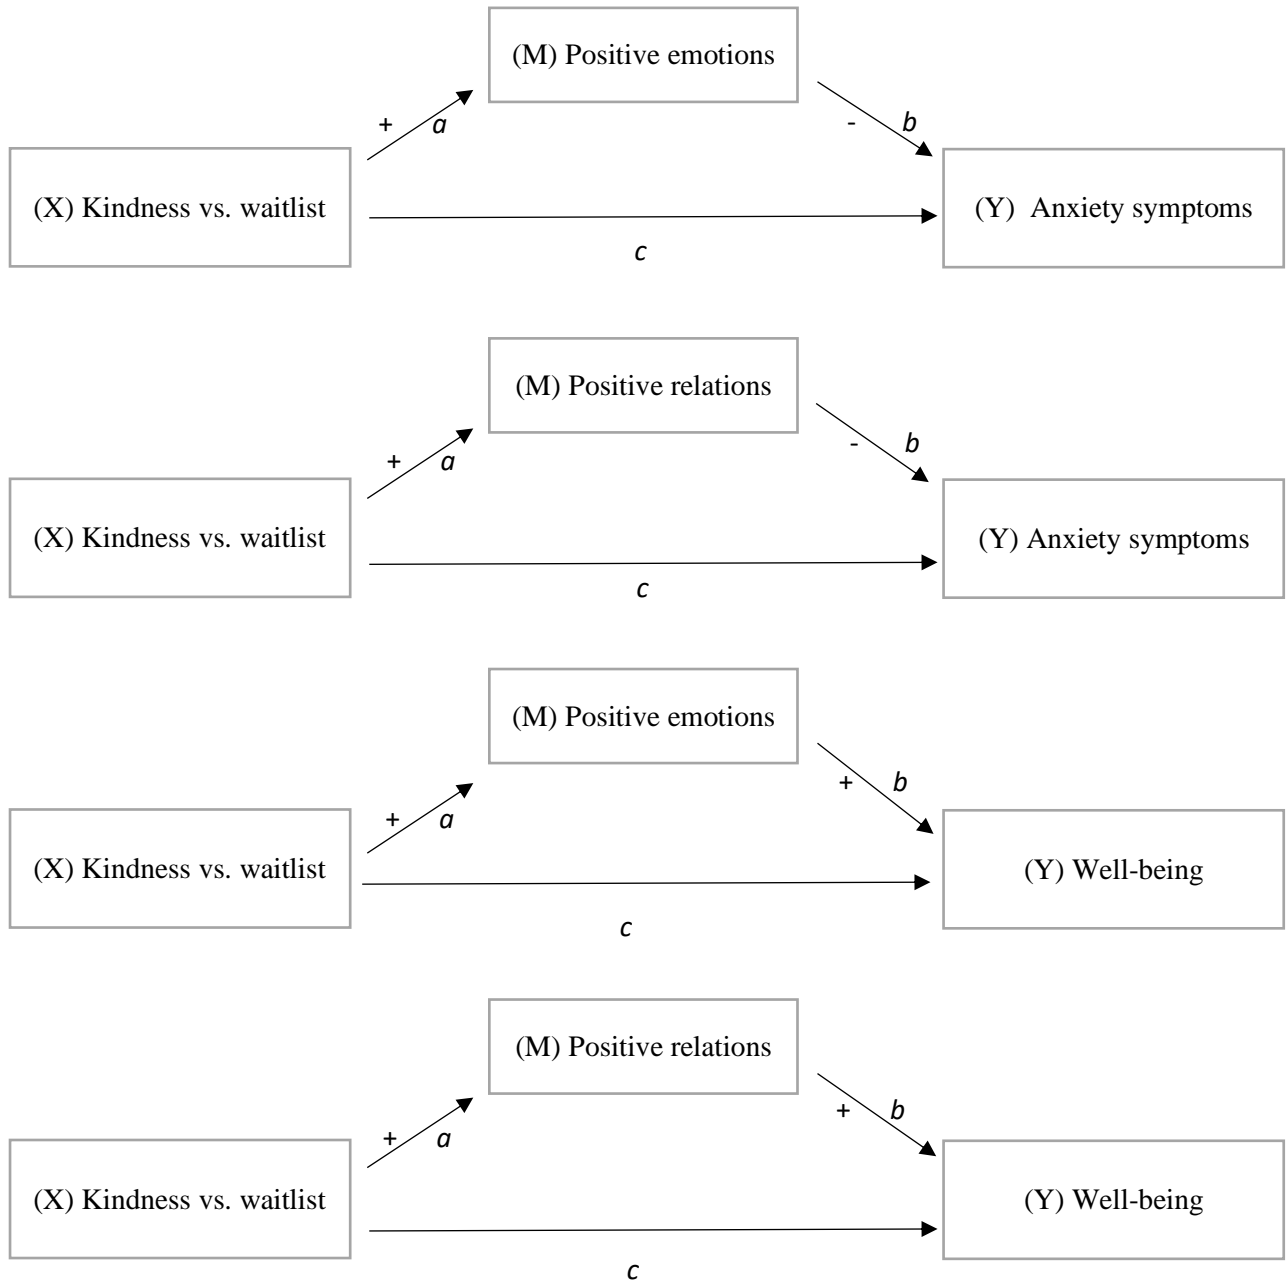 (M) Positive emotions
+ a
- b
(X) Kindness vs. waitlist
(Y) Anxiety symptoms
c
(M) Positive relations
+ a
- b
(X) Kindness vs. waitlist
(Y) Anxiety symptoms
c
(M) Positive emotions
+ b
+ a
(X) Kindness vs. waitlist
(Y) Well-being
c
(M) Positive relations
+ b
+ a
(X) Kindness vs. waitlist
(Y) Well-being
c